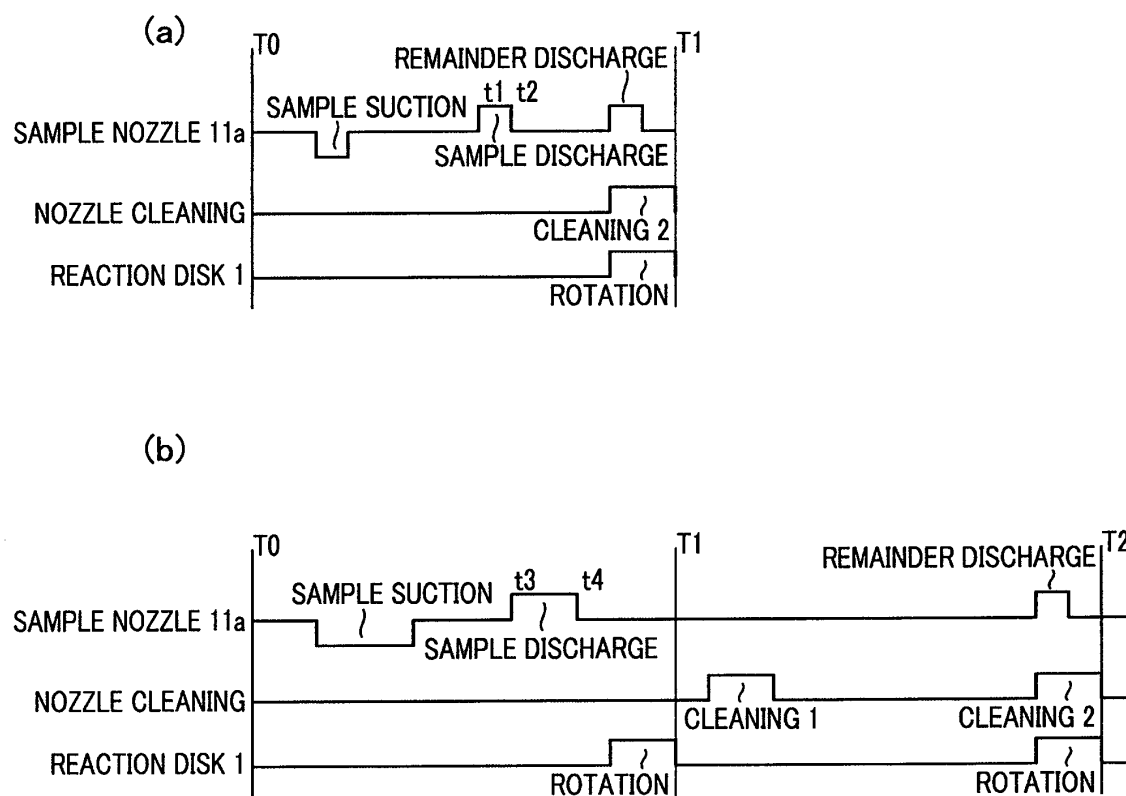 (a)
T0
T1
REMAINDER DISCHARGE
SAMPLE SUCTION
t1 t2
SAMPLE NOZZLE 11a
SAMPLE DISCHARGE
NOZZLE CLEANING
CLEANING 2
REACTION DISK 1
ROTATION
(b)
T0
T1
T2
REMAINDER DISCHARGE
SAMPLE SUCTION
t3 t4
SAMPLE NOZZLE 11a
SAMPLE DISCHARGE
NOZZLE CLEANING
CLEANING 1
CLEANING 2
REACTION DISK 1
ROTATION
ROTATION